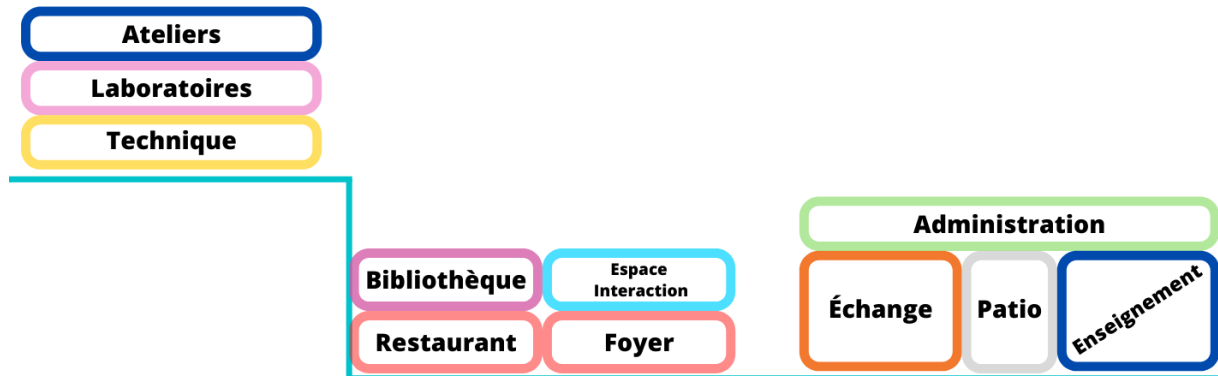 Ateliers
Laboratoires
Technique
Administration
Bibliothèque
Espace
Interaction
Échange
Patio
Enseignement
Restaurant
Foyer